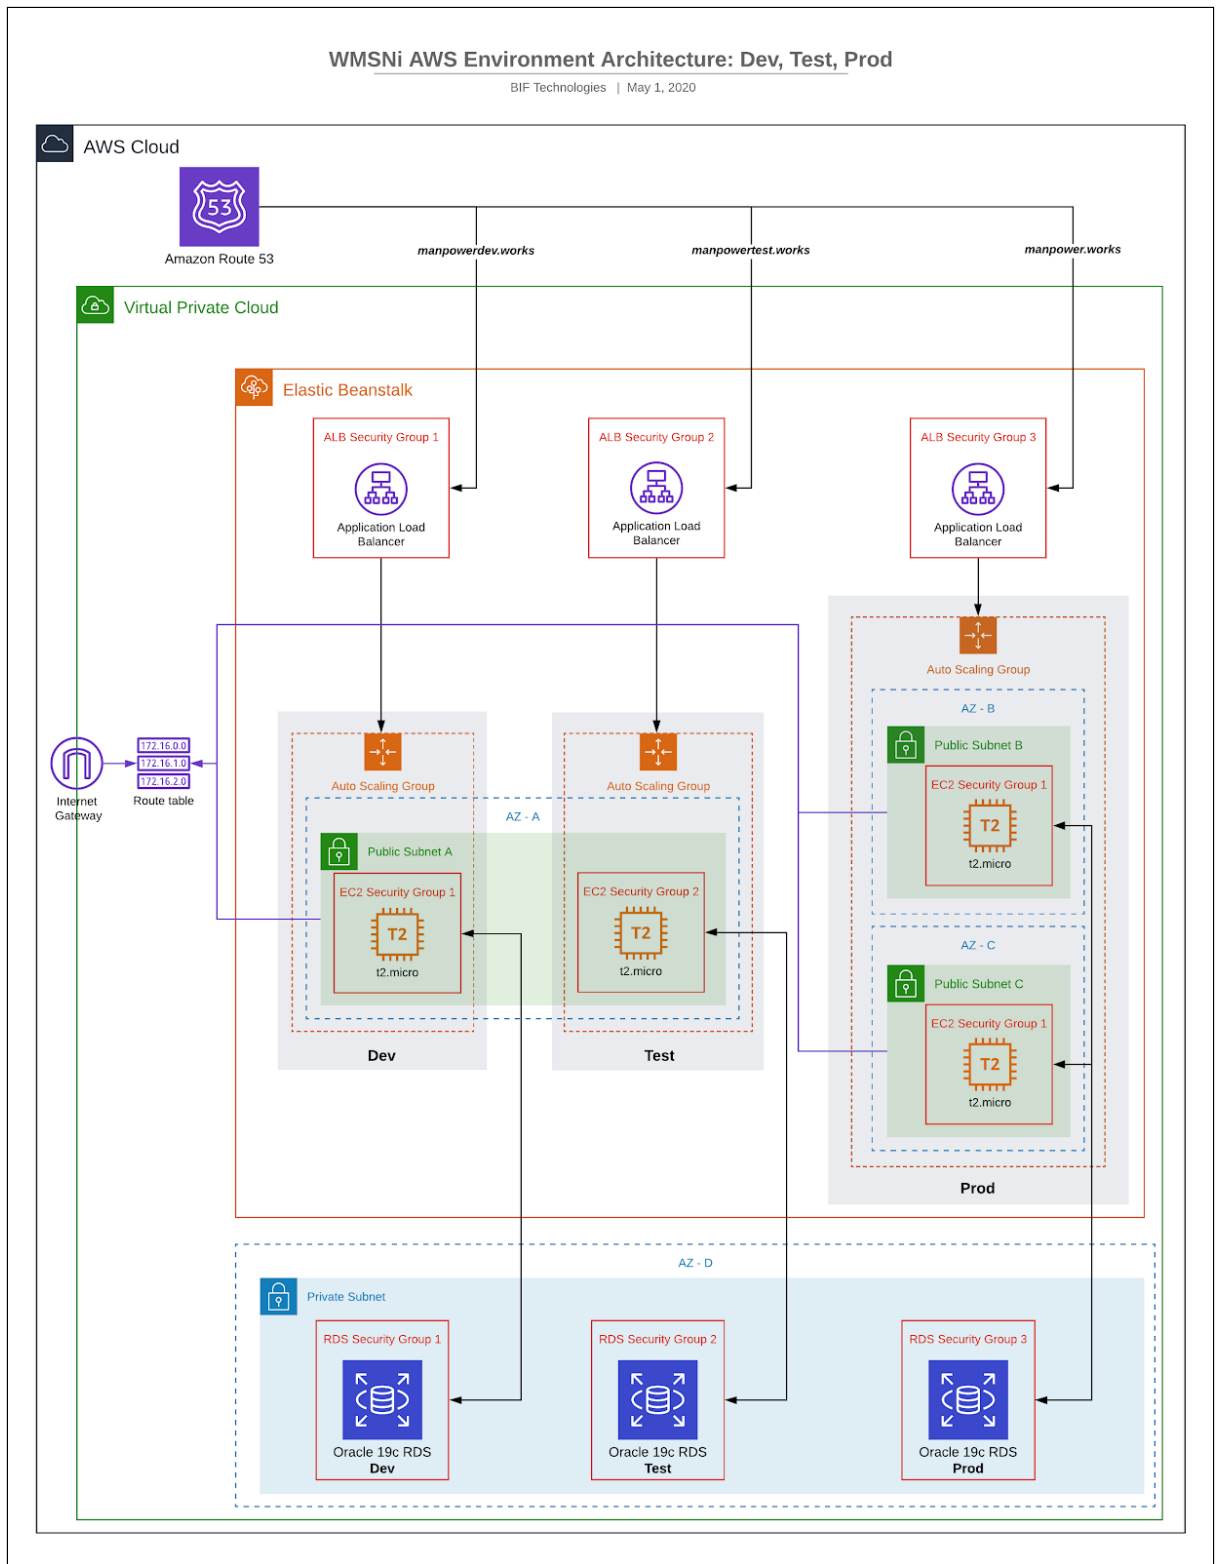 WMSNi AWS Environment Architecture: Dev, Test, Prod
BIF Technologies | May 1, 2020
AWS Cloud
53
Amazon Route 53
manpowerdev.works
manpowertest.works
manpower.works
Virtual Private Cloud
Elastic Beanstalk
ALB Security Group 1
Application Load
Balancer
ALB Security Group 2
Application Load
Balancer
ALB Security Group 3
Application Load
Balancer
Internet
Gateway
172.16.0.0
172.16.1.0
172.16.2.0
Route table
Auto Scaling Group
Auto Scaling Group
AZ - A
Public Subnet A
EC2 Security Group 1
T2
t2.micro
EC2 Security Group 2
T2
t2.micro
Dev
Test
Auto Scaling Group
AZ - B
Public Subnet B
EC2 Security Group 1
T2
t2.micro
AZ - C
Public Subnet C
EC2 Security Group 1
T2
t2.micro
Prod
AZ - D
Private Subnet
RDS Security Group 1
Oracle 19c RDS
Dev
RDS Security Group 2
Oracle 19c RDS
Test
RDS Security Group 3
Oracle 19c RDS
Prod